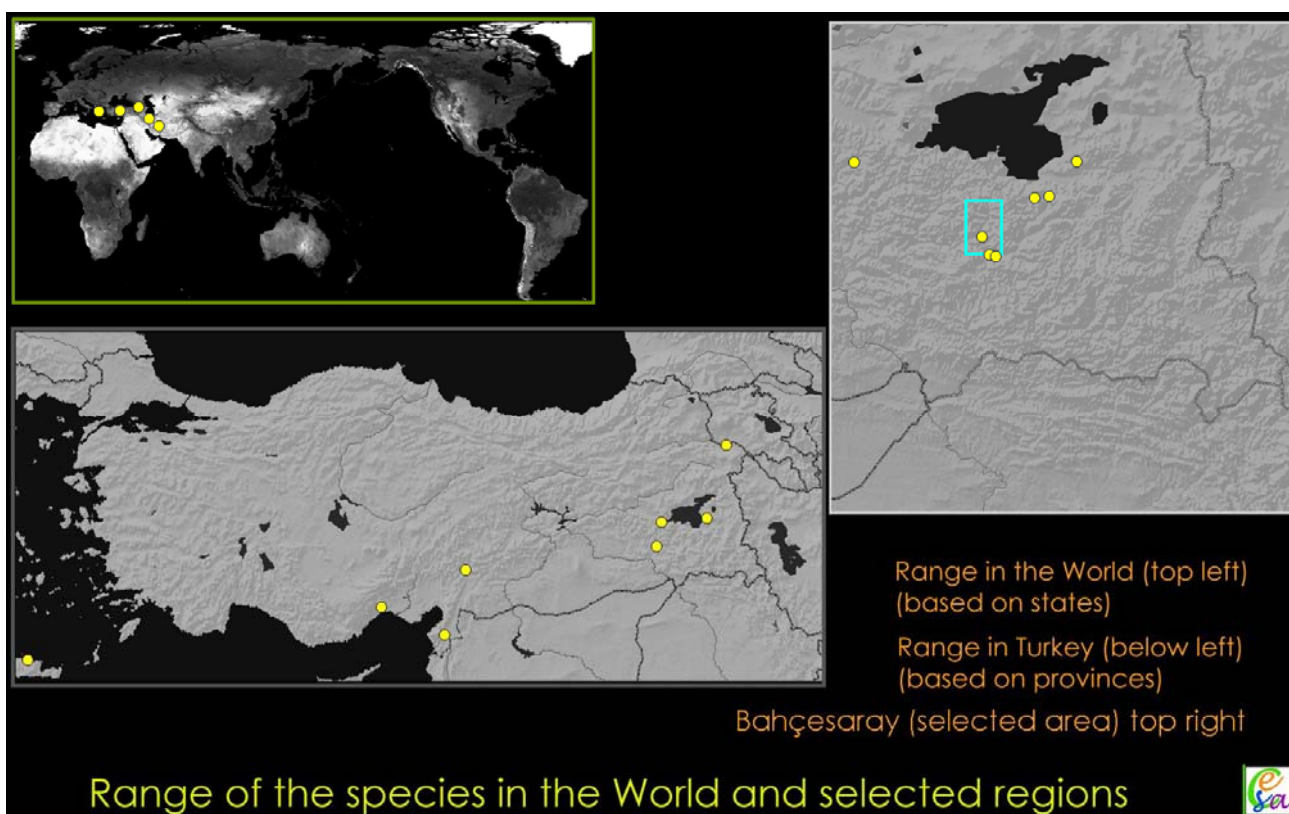 Range in the World (top left)
(based on states)
Range in Turkey (below left)
(based on provinces)
Bahçesaray (selected area) top right
Range of the species in the World and selected regions